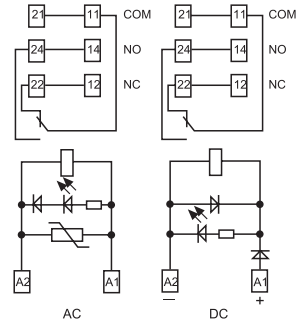 21 11 COM 21 11 COM
24 14 NO 24 14 NO
22 12 NC 22 12 NC
A2 A1 A2 A1
— +
AC DC